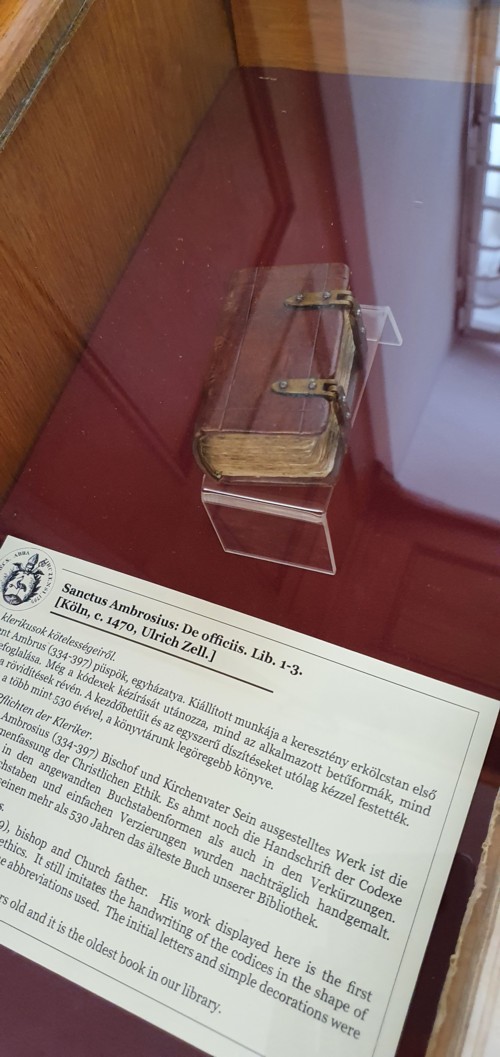 Sanctus Ambrosius: De officiis. Lib. 1-3.
[Köln, c. 1470, Ulrich Zell.]
klerikusok kötelességeiről.
Ambrus (334-397) püspök, egyházatya. Kiállított munkája a keresztény erkölcstan első
Még a kódexek kézírását utánozza, mind az alkalmazott betűformák, mind
a rövidítések révén. A kezdőbetűit és az egyszerű díszítéseket utólag kézzel festették.
a több mint 530 évével, a könyvtárunk legöregebb könyve.
Pflichten der Kleriker.
Ambrosius (334-397) Bischof und Kirchenvater Sein ausgestelltes Werk ist die
der Christlichen Ethik. Es ahmt noch die Handschrift der Codexe
in den angewandten Buchstabenformen als auch in den Verkürzungen.
und einfachen Verzierungen wurden nachträglich handgemalt.
seinen mehr als 530 Jahren das älteste Buch unserer Bibliothek.
bishop and Church father. His work displayed here is the first
ethics. It still imitates the handwriting of the codices in the shape of
abbreviations used. The initial letters and simple decorations were
old and it is the oldest book in our library.